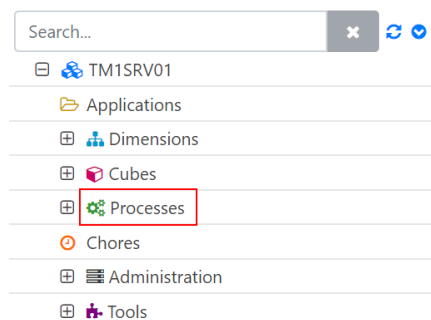 Search...
TM1SRV01
Applications
Dimensions
Cubes
Processes
Chores
Administration
Tools